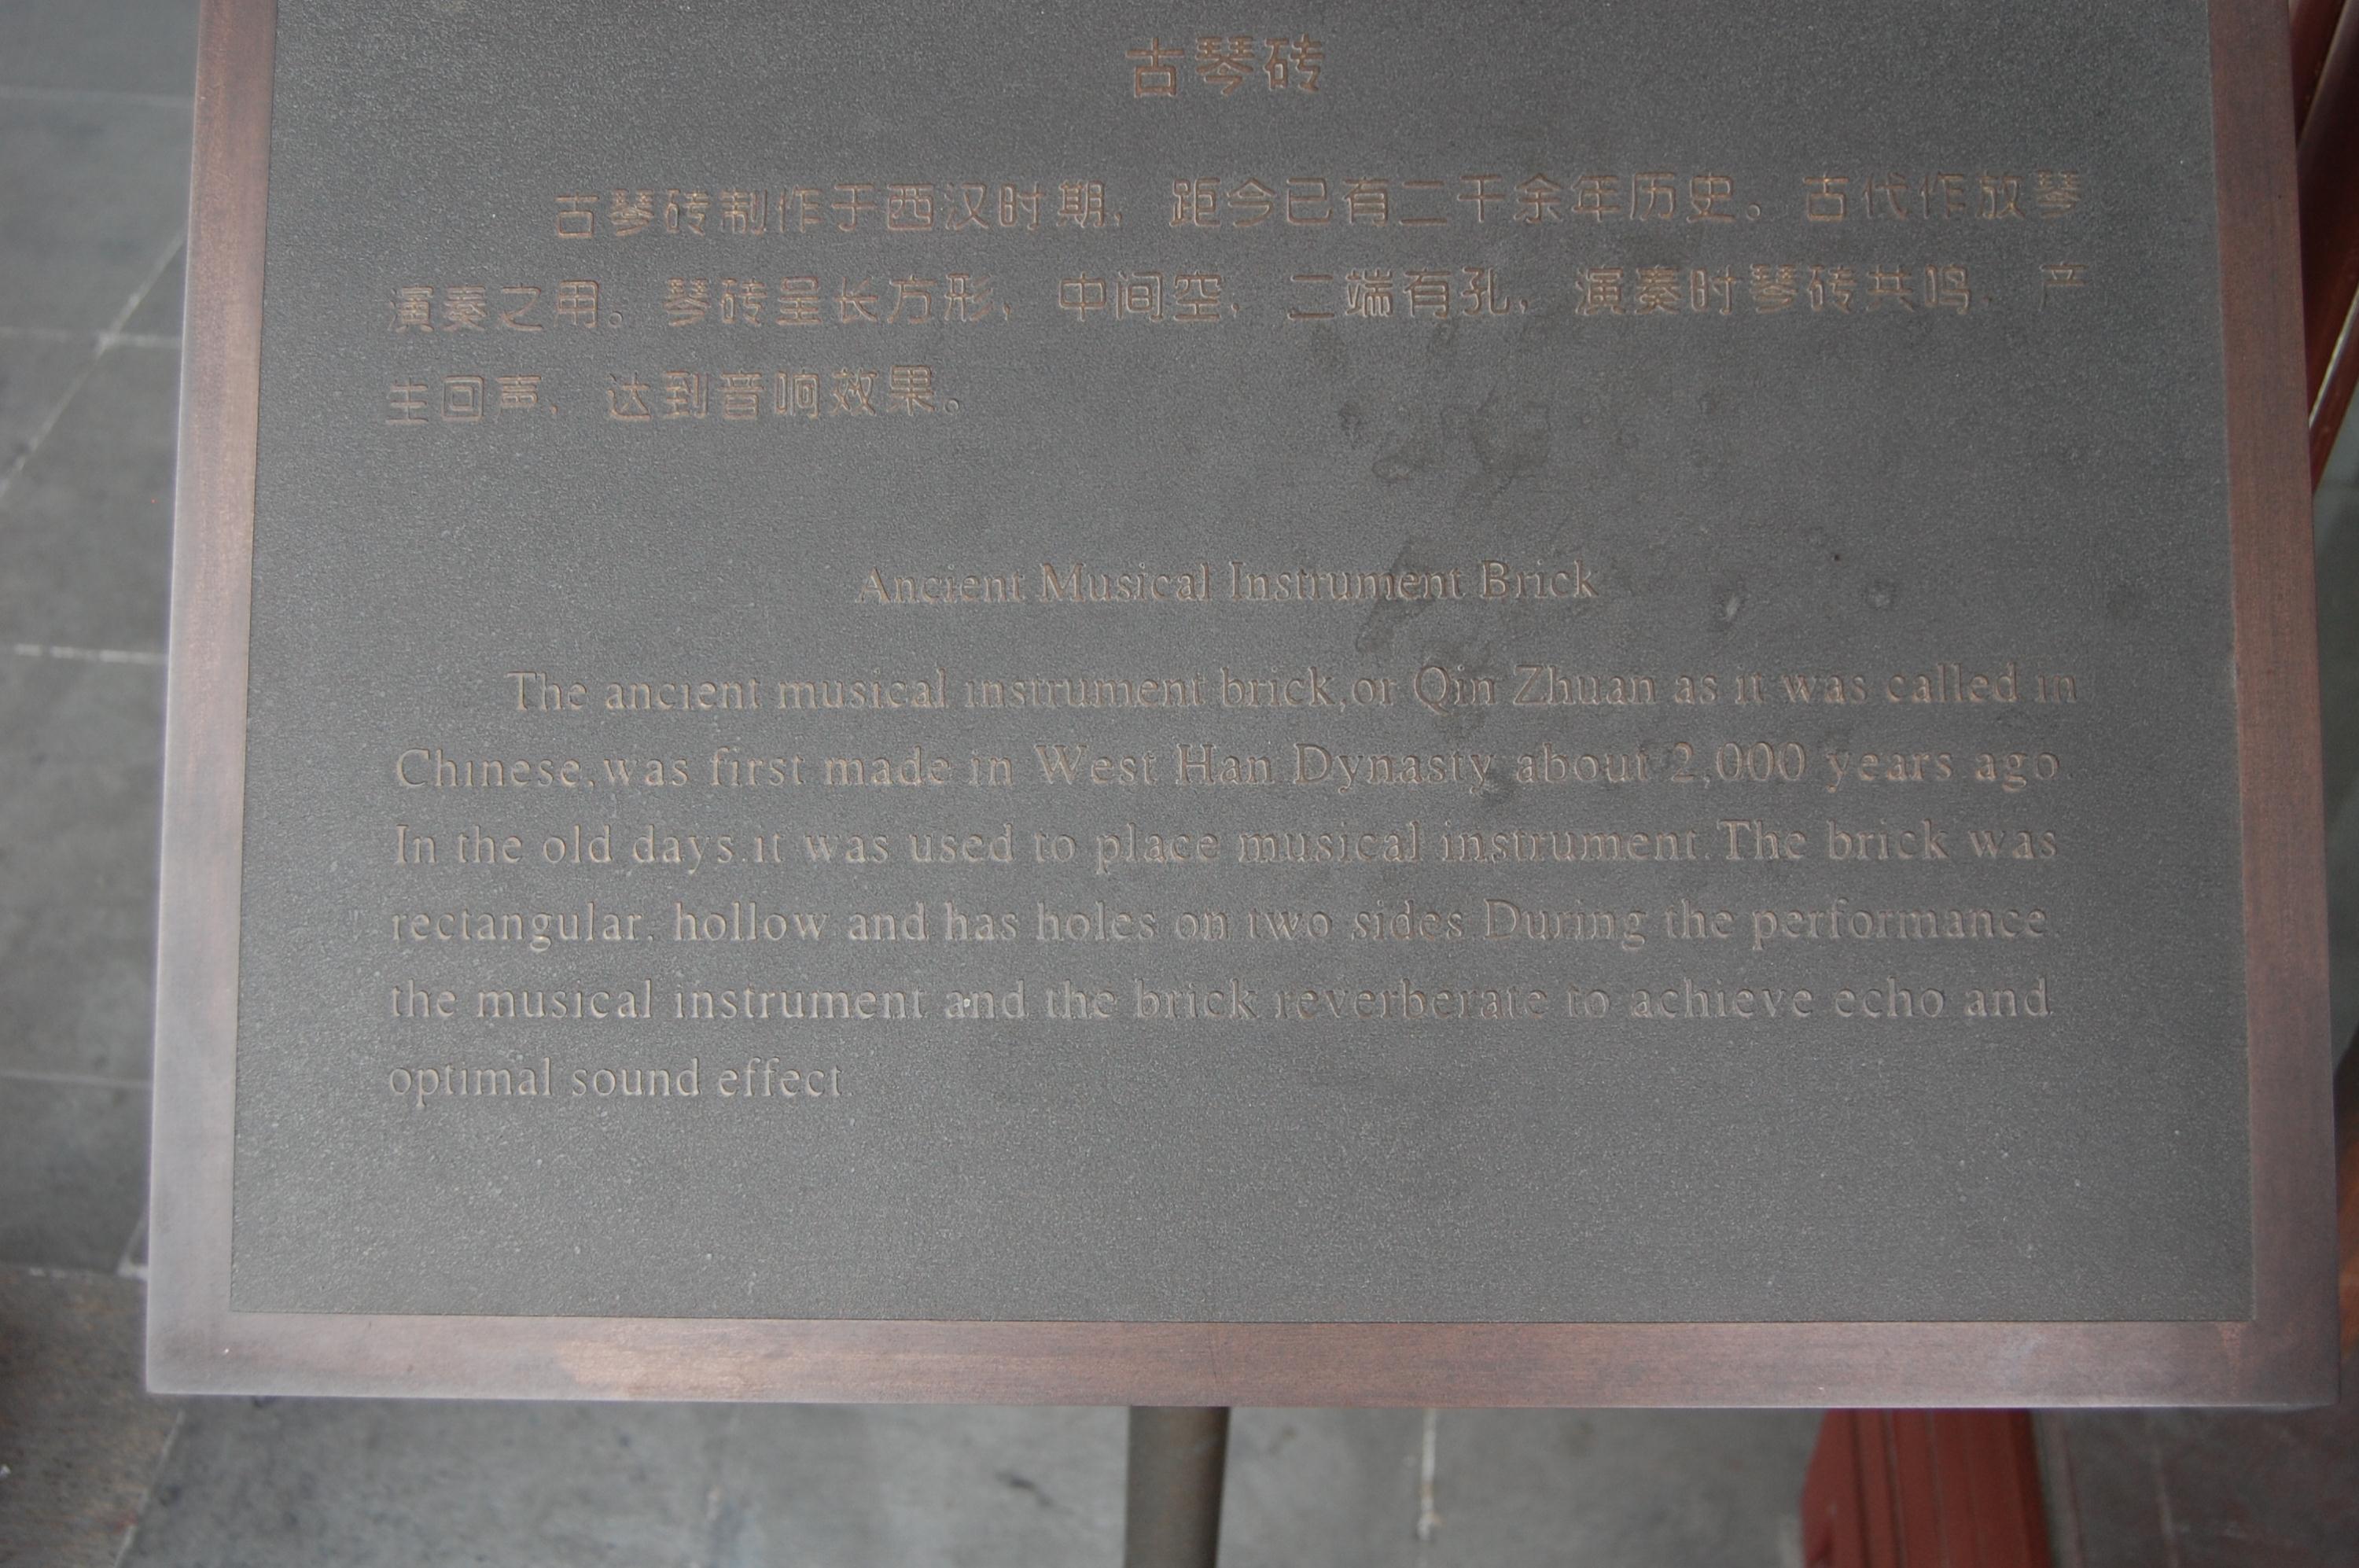 古琴砖
古琴砖制作于西汉时期，距今已有二千余年历史。古代作放琴
演奏之用。琴砖呈长方形，中间空，二端有孔，演奏时琴砖共鸣，产
生回声，达到音响效果。
Ancient Musical Instrument Brick
The ancient musical instrument brick,or Qin Zhuan as it was called in
Chinese,was first made in West Han Dynasty about 2,000 years ago.
In the old days,it was used to place musical instrument.The brick was
rectangular, hollow and has holes on two sides.During the performance,
the musical instrument and the brick reverberate to achieve echo and
optimal sound effect.